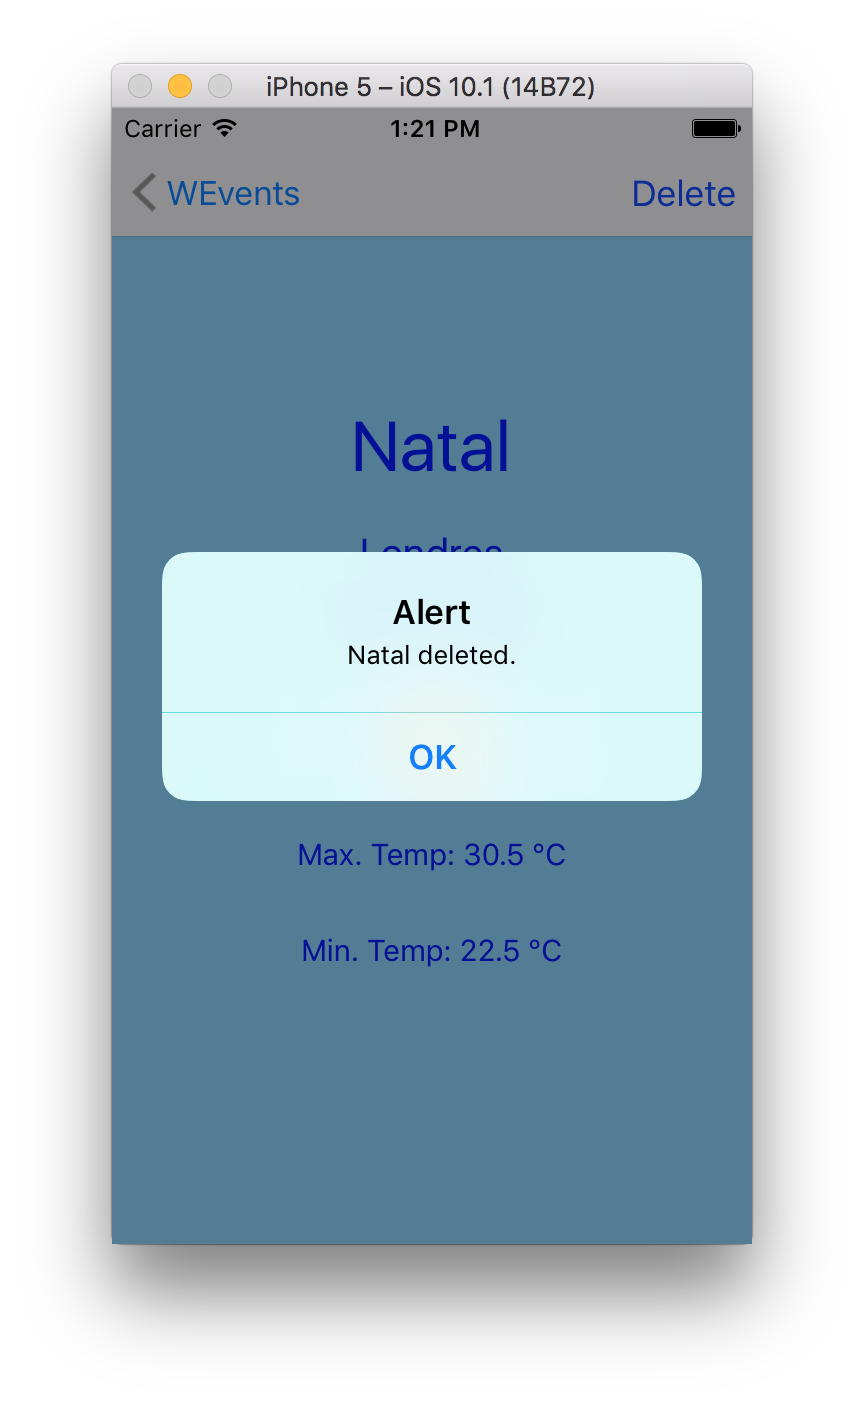 iPhone 5 – iOS 10.1 (14B72)
Carrier 1:21 PM
WEvents Delete
Natal
Londres
Alert
Natal deleted.
OK
Max. Temp: 30.5 °C
Min. Temp: 22.5 °C